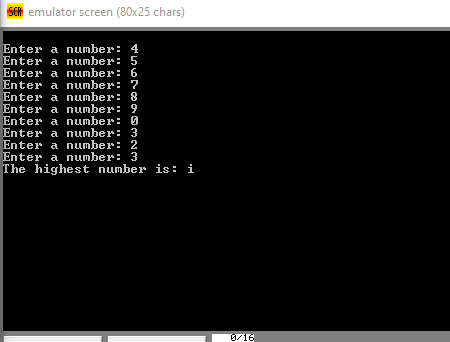 SCR emulator screen (80x25 chars)
Enter a number: 4
Enter a number: 5
Enter a number: 6
Enter a number: 7
Enter a number: 8
Enter a number: 9
Enter a number: 0
Enter a number: 3
Enter a number: 2
Enter a number: 3
The highest number is: i
0/16